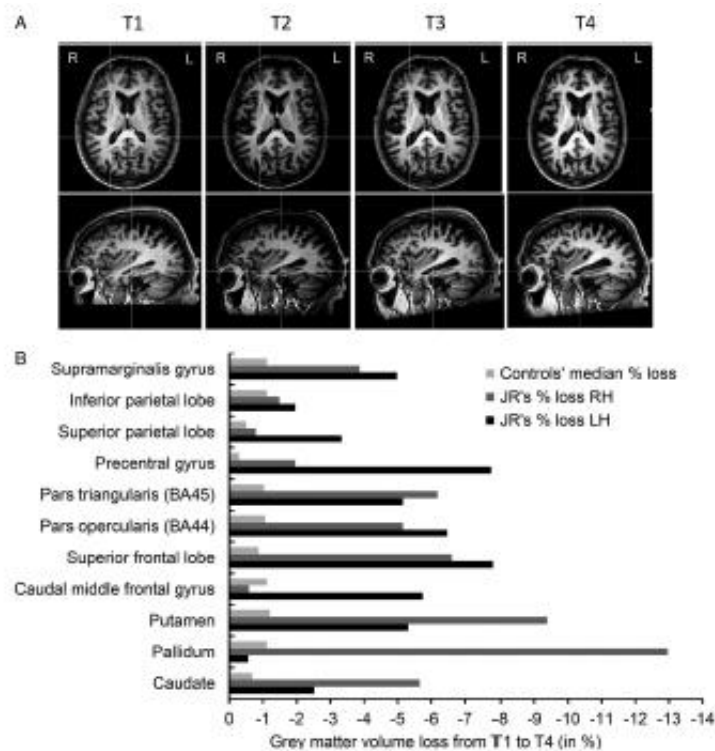 A
T1 T2 T3 T4
R L R L R L
B
Supramarginalis gyrus
Inferior parietal lobe
Superior parietal lobe
Precentral gyrus
Pars triangularis (BA45)
Pars opercularis (BA44)
Superior frontal lobe
Caudal middle frontal gyrus
Putamen
Pallidum
Caudate
Controls' median % loss
JR's % loss RH
JR's % loss LH
0 -1 -2 -3 -4 -5 -6 -7 -8 -9 -10 -11 -12 -13 -14
Grey matter volume loss from T1 to T4 (in %)